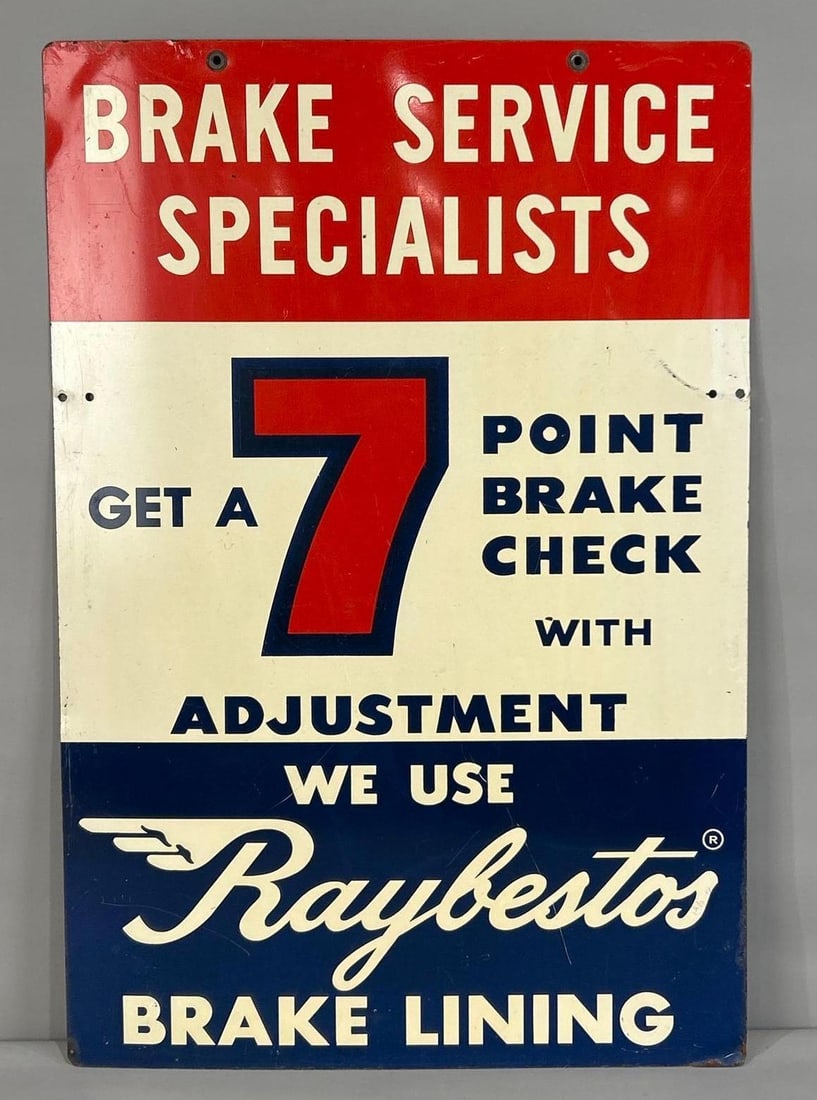 BRAKE SERVICE
SPECIALISTS
GET A 7 POINT
BRAKE
CHECK
WITH
ADJUSTMENT
WE USE
Raybestos®
BRAKE LINING